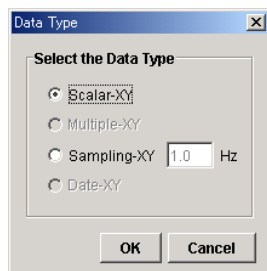 Data Type
Select the Data Type
Scalar-XY
Multiple-XY
Sampling-XY 1.0 Hz
Date-XY
OK Cancel